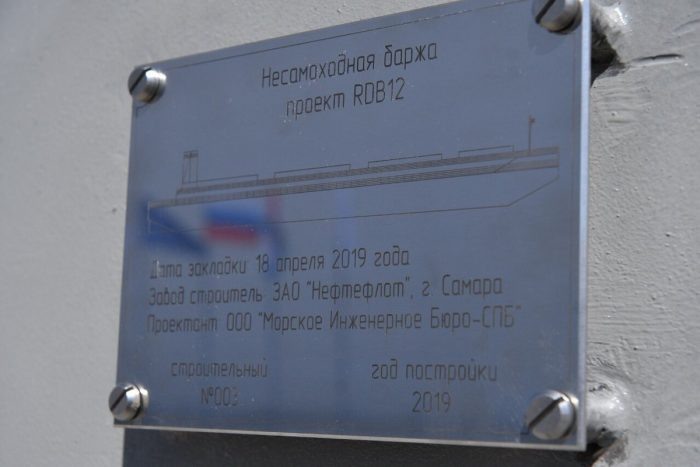 Несамоходная баржа
проект RDB12
Дата закладки: 18 апреля 2019 года
Завод строитель: ЗАО "Нефтефлот", г. Самара
Проектант ООО "Морское Инженерное Бюро-СПБ"
строительный год постройки
№003 2019